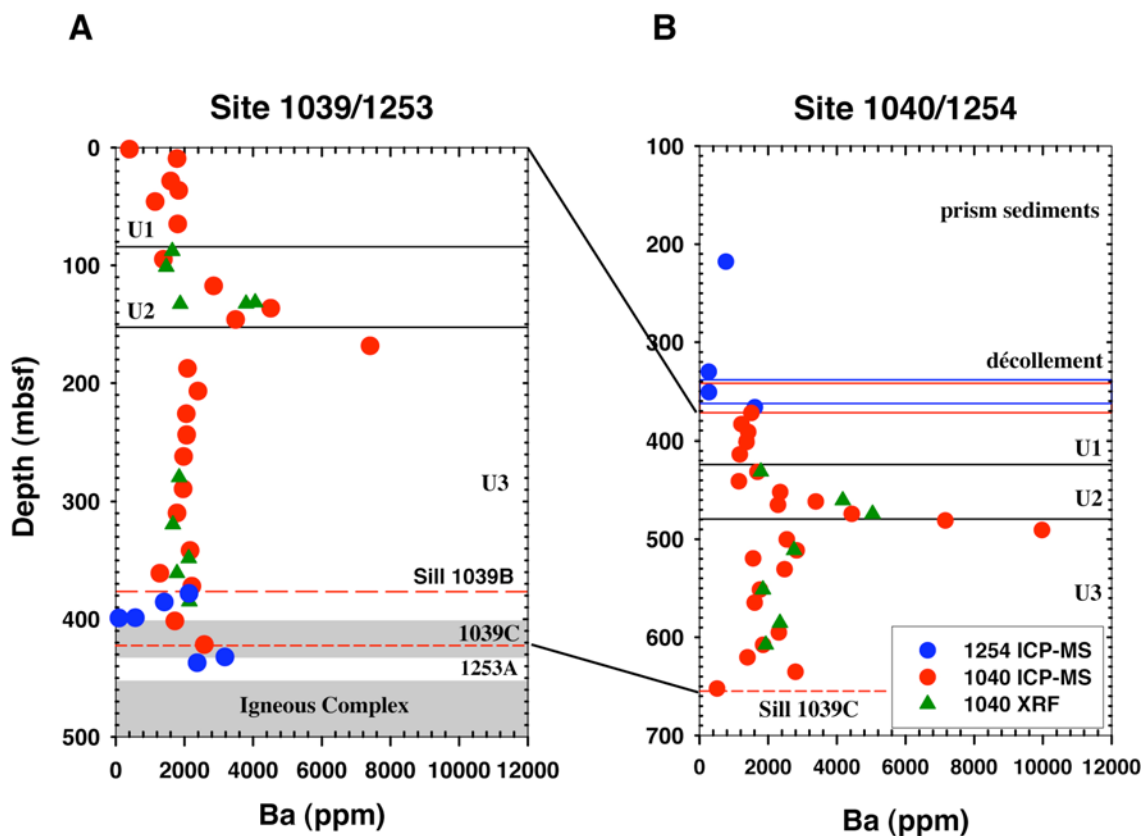 A
Site 1039/1253
Depth (mbsf)
0
100
200
300
400
500
U1
U2
U3
Sill 1039B
1039C
1253A
Igneous Complex
0 2000 4000 6000 8000 10000 12000
Ba (ppm)
B
Site 1040/1254
100
200
300
400
500
600
700
prism sediments
décollement
U1
U2
U3
1254 ICP-MS
1040 ICP-MS
1040 XRF
Sill 1039C
0 2000 4000 6000 8000 10000 12000
Ba (ppm)